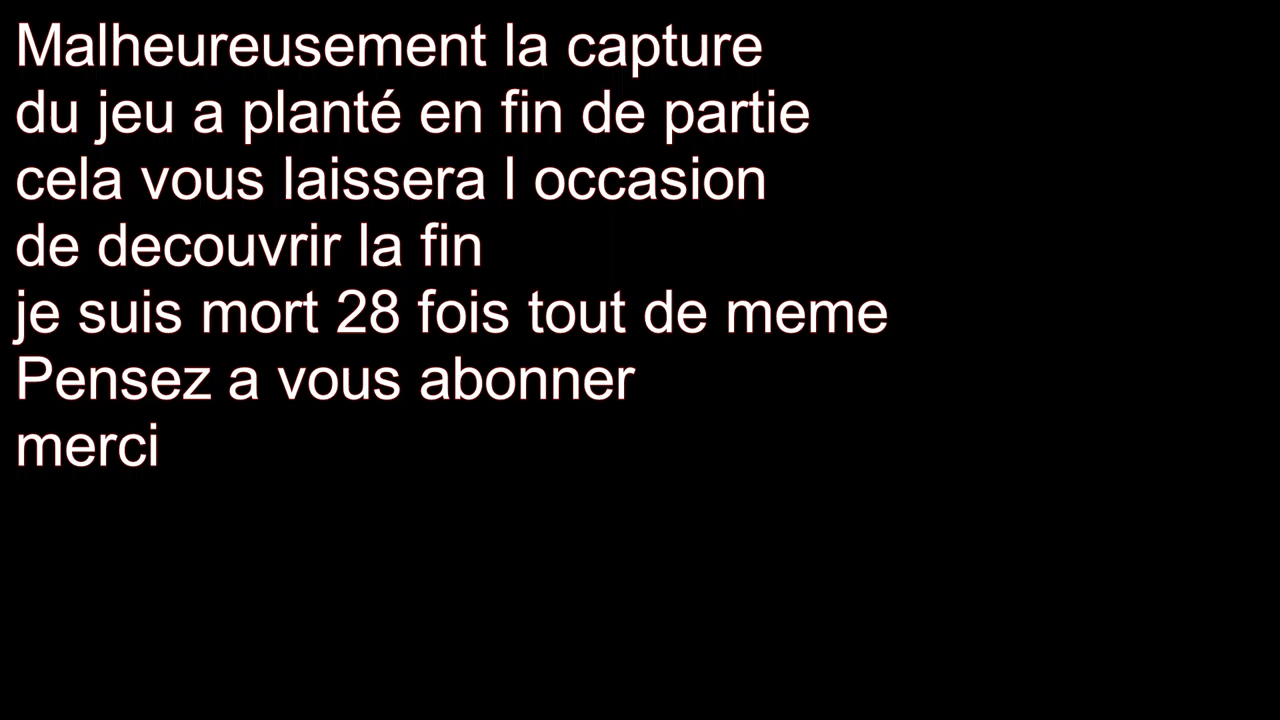 Malheureusement la capture
du jeu a planté en fin de partie
cela vous laissera l occasion
de decouvrir la fin
je suis mort 28 fois tout de meme
Pensez a vous abonner
merci